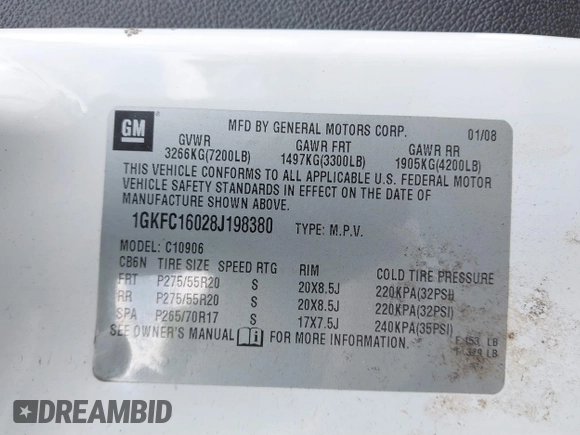 GM
MFD BY GENERAL MOTORS CORP. 01/08
GVWR GAWR FRT GAWR RR
3266KG(7200LB) 1497KG(3300LB) 1905KG(4200LB)
THIS VEHICLE CONFORMS TO ALL APPLICABLE U.S. FEDERAL MOTOR
VEHICLE SAFETY STANDARDS IN EFFECT ON THE DATE OF
MANUFACTURE SHOWN ABOVE.
1GKFC16028J198380 TYPE: M.P.V.
MODEL: C10906
CB6N TIRE SIZE SPEED RTG RIM COLD TIRE PRESSURE
FRT P275/55R20 S 20X8.5J 220KPA(32PSI)
RR P275/55R20 S 20X8.5J 220KPA(32PSI)
SPA P265/70R17 S 17X7.5J 240KPA(35PSI)
SEE OWNER'S MANUAL FOR MORE INFORMATION.
LB
LB
DREAMBID